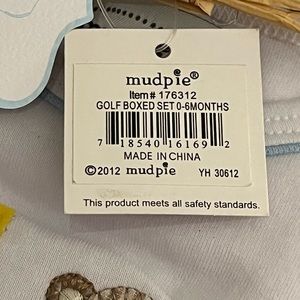 mudpie®
Item# 176312
GOLF BOXED SET 0-6MONTHS
7 18540 16169 2
MADE IN CHINA
©2012 mudpie YH 30612
This product meets all safety standards.